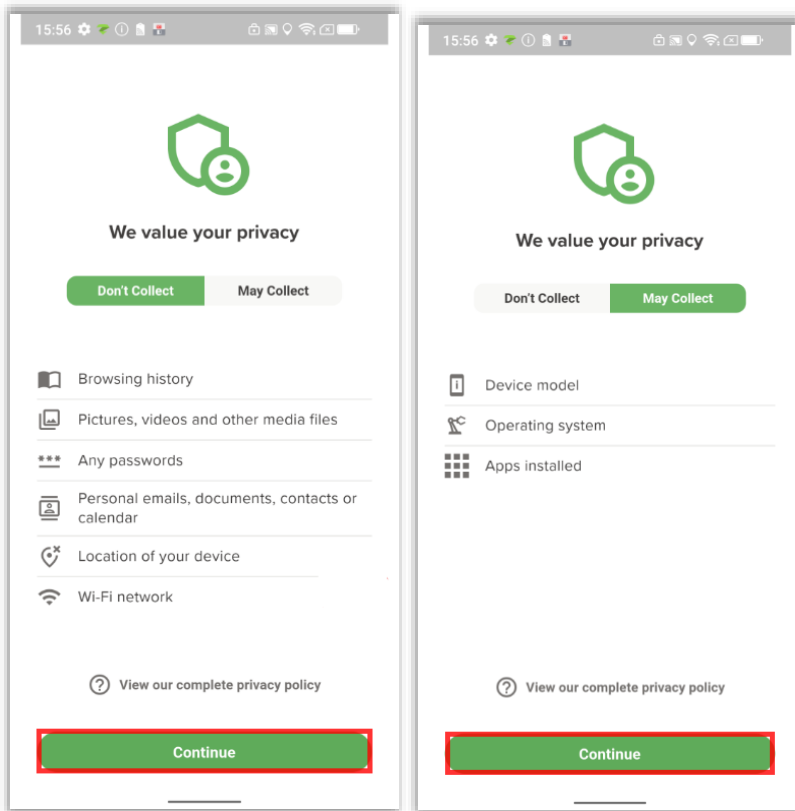 15:56
We value your privacy
Don't Collect
May Collect
Browsing history
Pictures, videos and other media files
Any passwords
Personal emails, documents, contacts or
calendar
Location of your device
Wi-Fi network
View our complete privacy policy
Continue
15:56
We value your privacy
Don't Collect
May Collect
Device model
Operating system
Apps installed
View our complete privacy policy
Continue